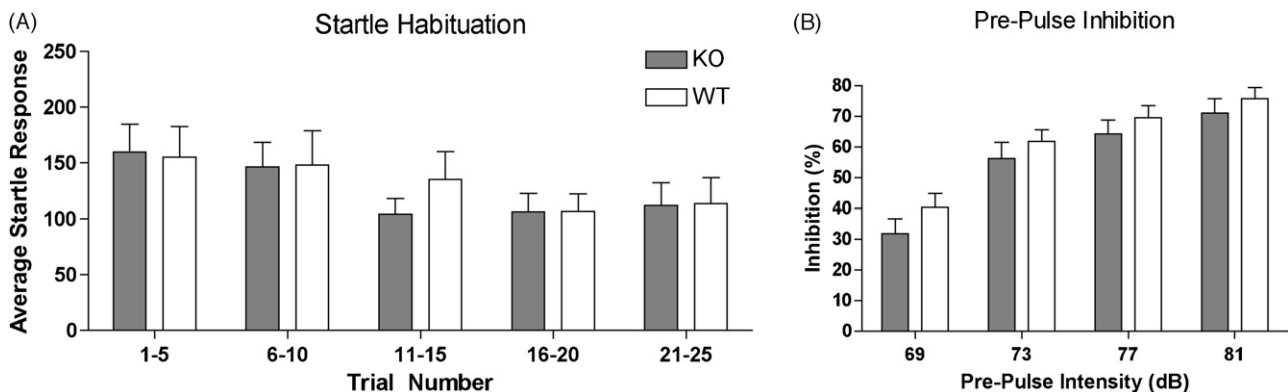 (A)
Startle Habituation
Average Startle Response
250
200
150
100
50
0
KO
WT
1-5 6-10 11-15 16-20 21-25
Trial Number
(B)
Pre-Pulse Inhibition
Inhibition (%)
80
70
60
50
40
30
20
10
0
69 73 77 81
Pre-Pulse Intensity (dB)